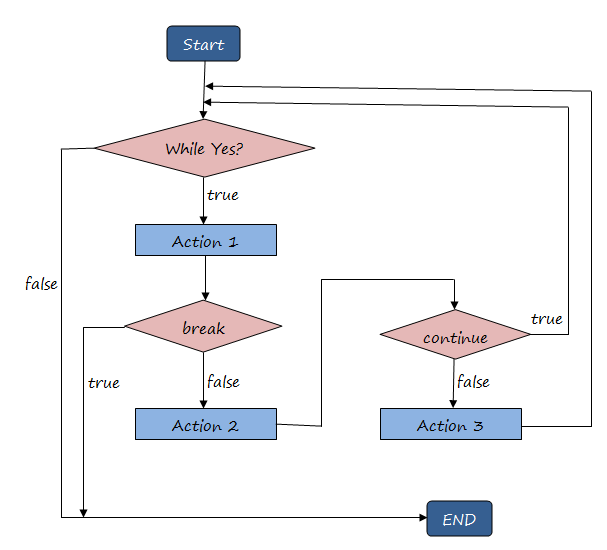 Start
While Yes?
true
Action 1
false
break
continue
true
true
false
false
Action 2
Action 3
END